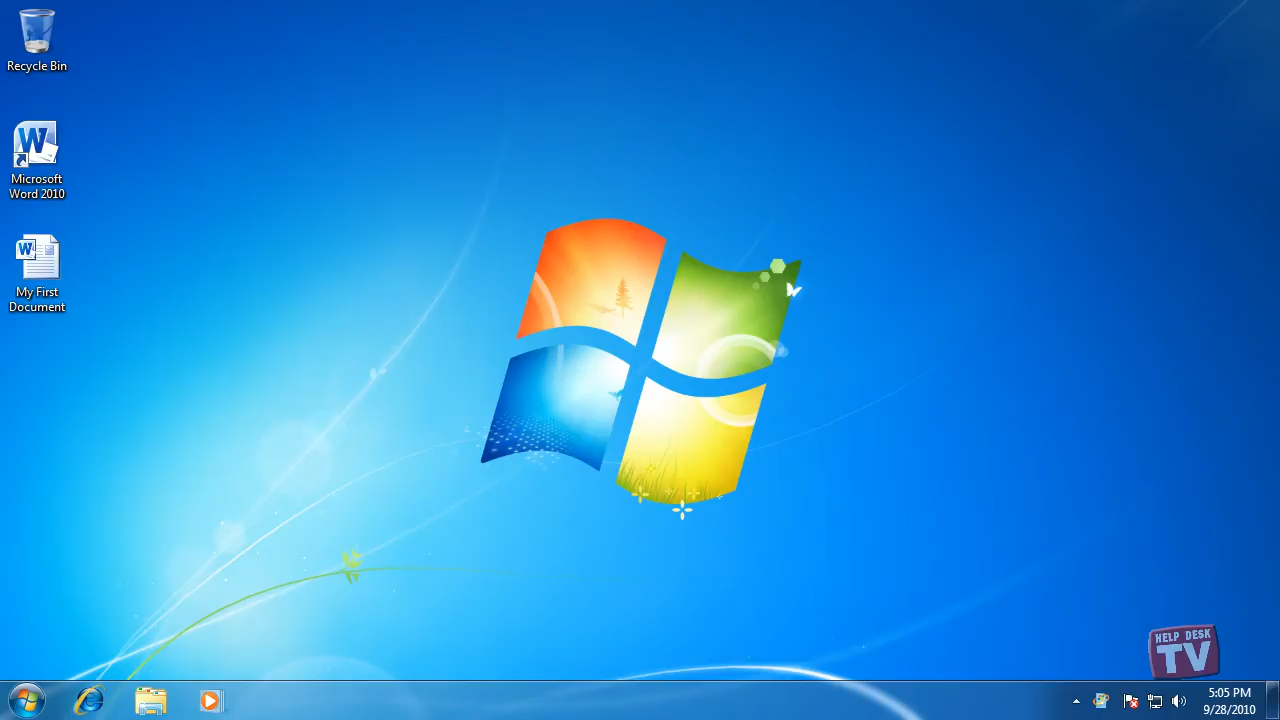 Recycle Bin
Microsoft
Word 2010
My First
Document
HELP DESK
TV
5:05 PM
9/28/2010